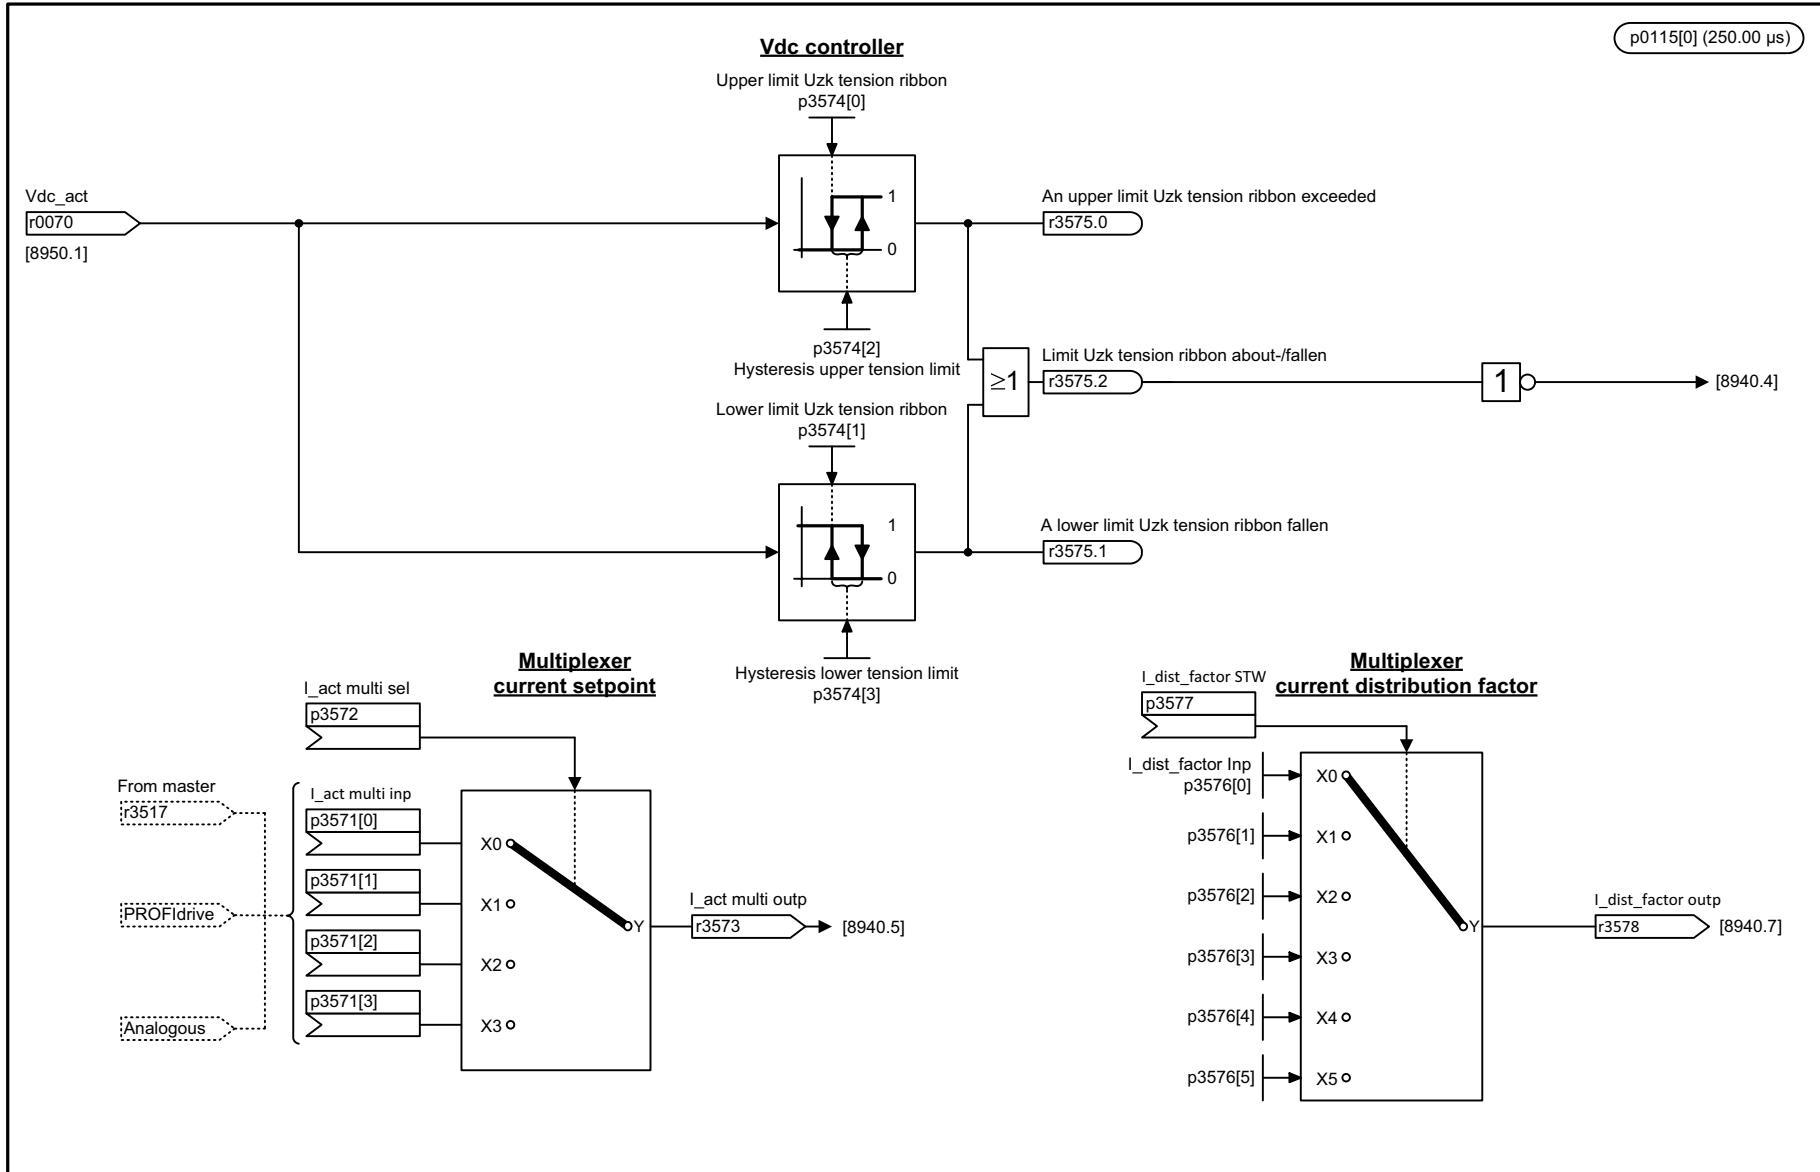 p0115[0] (250.00 µs)
Vdc controller
Upper limit Uzk tension ribbon
p3574[0]
Vdc_act
r0070
[8950.1]
1
0
An upper limit Uzk tension ribbon exceeded
r3575.0
p3574[2]
Hysteresis upper tension limit
≥1
Limit Uzk tension ribbon about-/fallen
r3575.2
1
[8940.4]
Lower limit Uzk tension ribbon
p3574[1]
1
0
A lower limit Uzk tension ribbon fallen
r3575.1
Hysteresis lower tension limit
p3574[3]
Multiplexer
current setpoint
I_act multi sel
p3572
From master
r3517
PROFIdrive
Analogous
I_act multi inp
p3571[0]
p3571[1]
p3571[2]
p3571[3]
X0
X1
X2
X3
Y
I_act multi outp
r3573
[8940.5]
Multiplexer
current distribution factor
I_dist_factor STW
p3577
I_dist_factor Inp
p3576[0]
p3576[1]
p3576[2]
p3576[3]
p3576[4]
p3576[5]
X0
X1
X2
X3
X4
X5
Y
I_dist_factor outp
r3578
[8940.7]